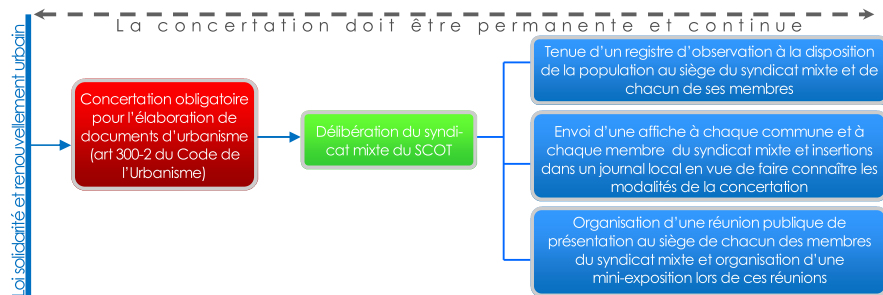 La concertation doit être permanente et continue
Loi solidarité et renouvellement urbain
Concertation obligatoire
pour l'élaboration de
documents d'urbanisme
(art 300-2 du Code de
l'Urbanisme)
Délibération du syndi-
cat mixte du SCOT
Tenue d'un registre d'observation à la disposition
de la population au siège du syndicat mixte et de
chacun de ses membres
Envoi d'une affiche à chaque commune et à
chaque membre du syndicat mixte et insertions
dans un journal local en vue de faire connaître les
modalités de la concertation
Organisation d'une réunion publique de
présentation au siège de chacun des membres
du syndicat mixte et organisation d'une
mini-exposition lors de ces réunions